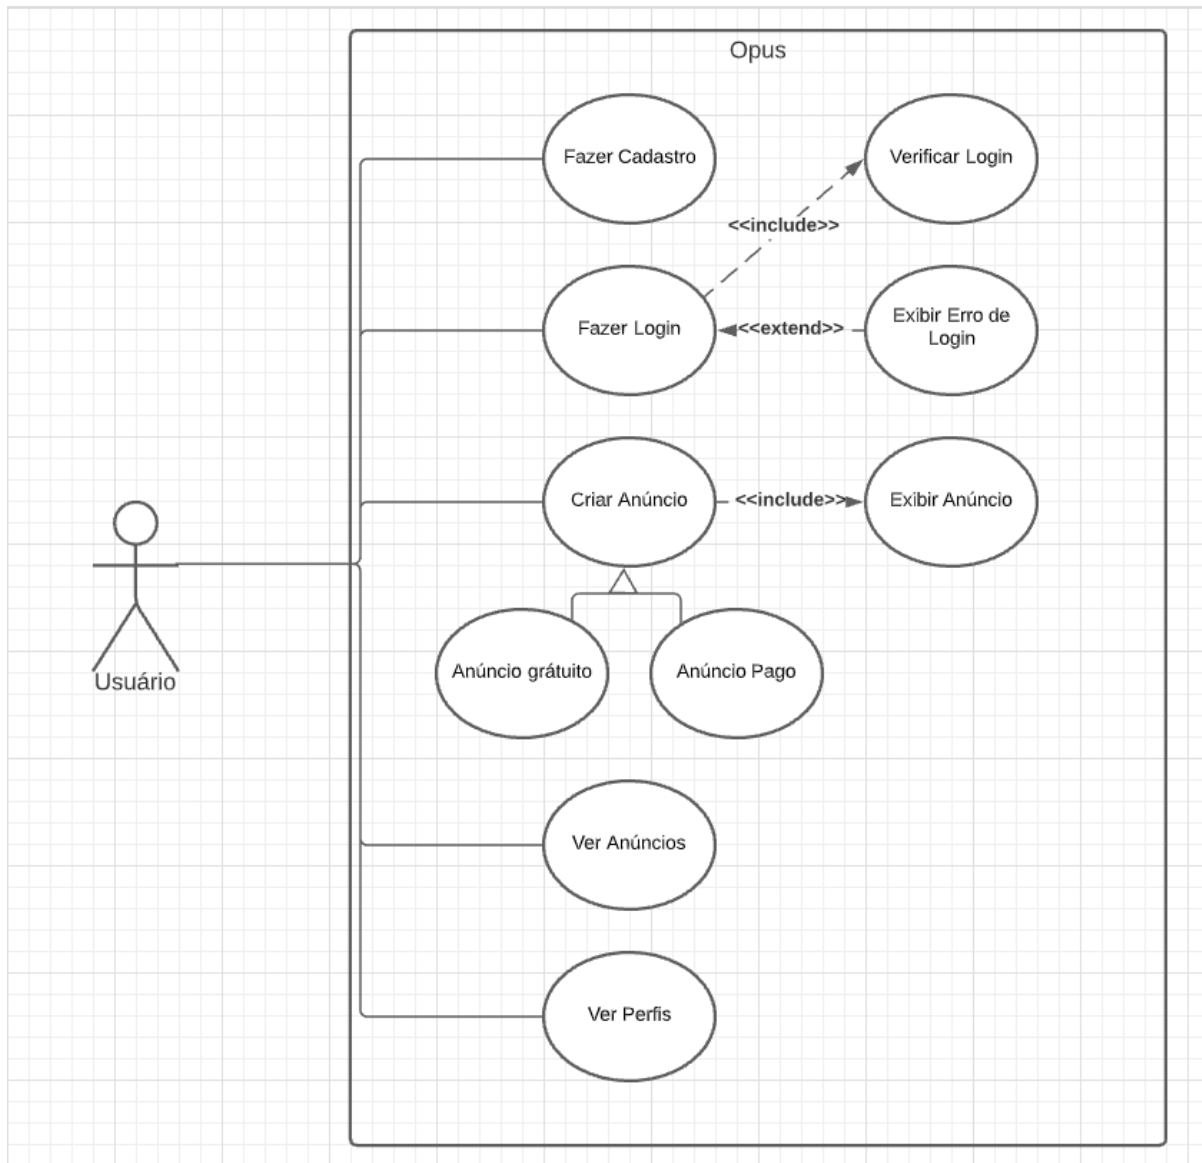 Opus
Fazer Cadastro
Verificar Login
<<include>>
Fazer Login
<<extend>>
Exibir Erro de
Login
Criar Anúncio
<<include>>
Exibir Anúncio
Anúncio grátuito
Anúncio Pago
Usuário
Ver Anúncios
Ver Perfis